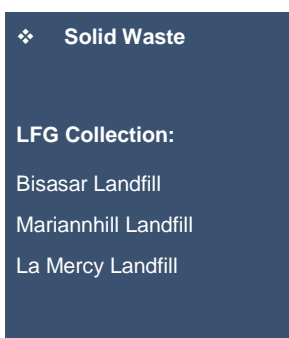 ❖ Solid Waste
LFG Collection:
Bisasar Landfill
Mariannhill Landfill
La Mercy Landfill